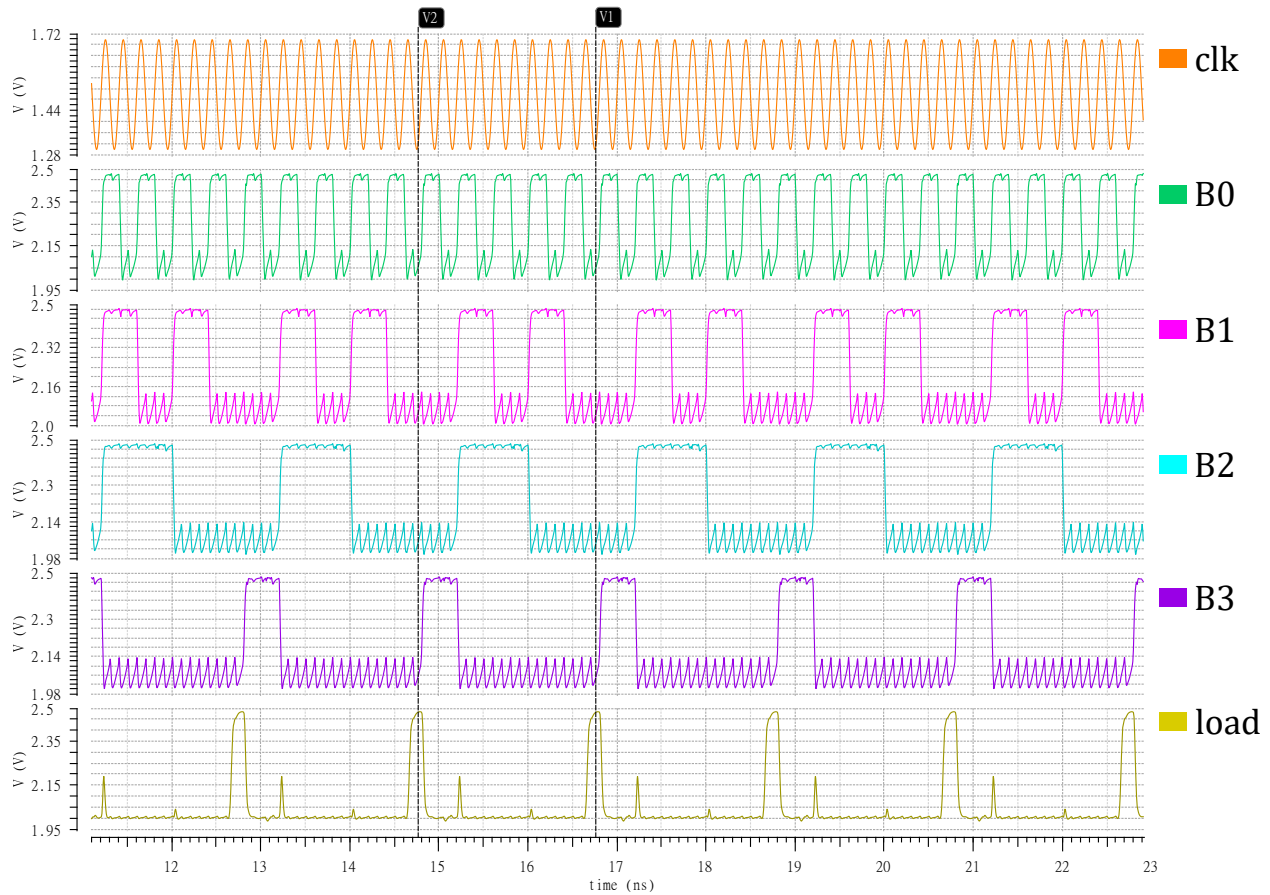 V2
V1
1.72
1.44
1.28
V (V)
clk
2.5
2.35
2.15
1.95
V (V)
B0
2.5
2.32
2.16
2.0
V (V)
B1
2.5
2.3
2.14
1.98
V (V)
B2
2.5
2.3
2.14
1.98
V (V)
B3
2.5
2.35
2.15
1.95
V (V)
load
12 13 14 15 16 17 18 19 20 21 22 23
time (ns)